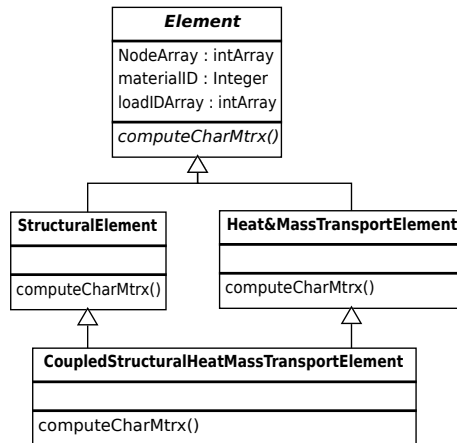 Element
NodeArray : intArray
materialID : Integer
loadIDArray : intArray
computeCharMtrx()
StructuralElement
computeCharMtrx()
Heat&MassTransportElement
computeCharMtrx()
CoupledStructuralHeatMassTransportElement
computeCharMtrx()